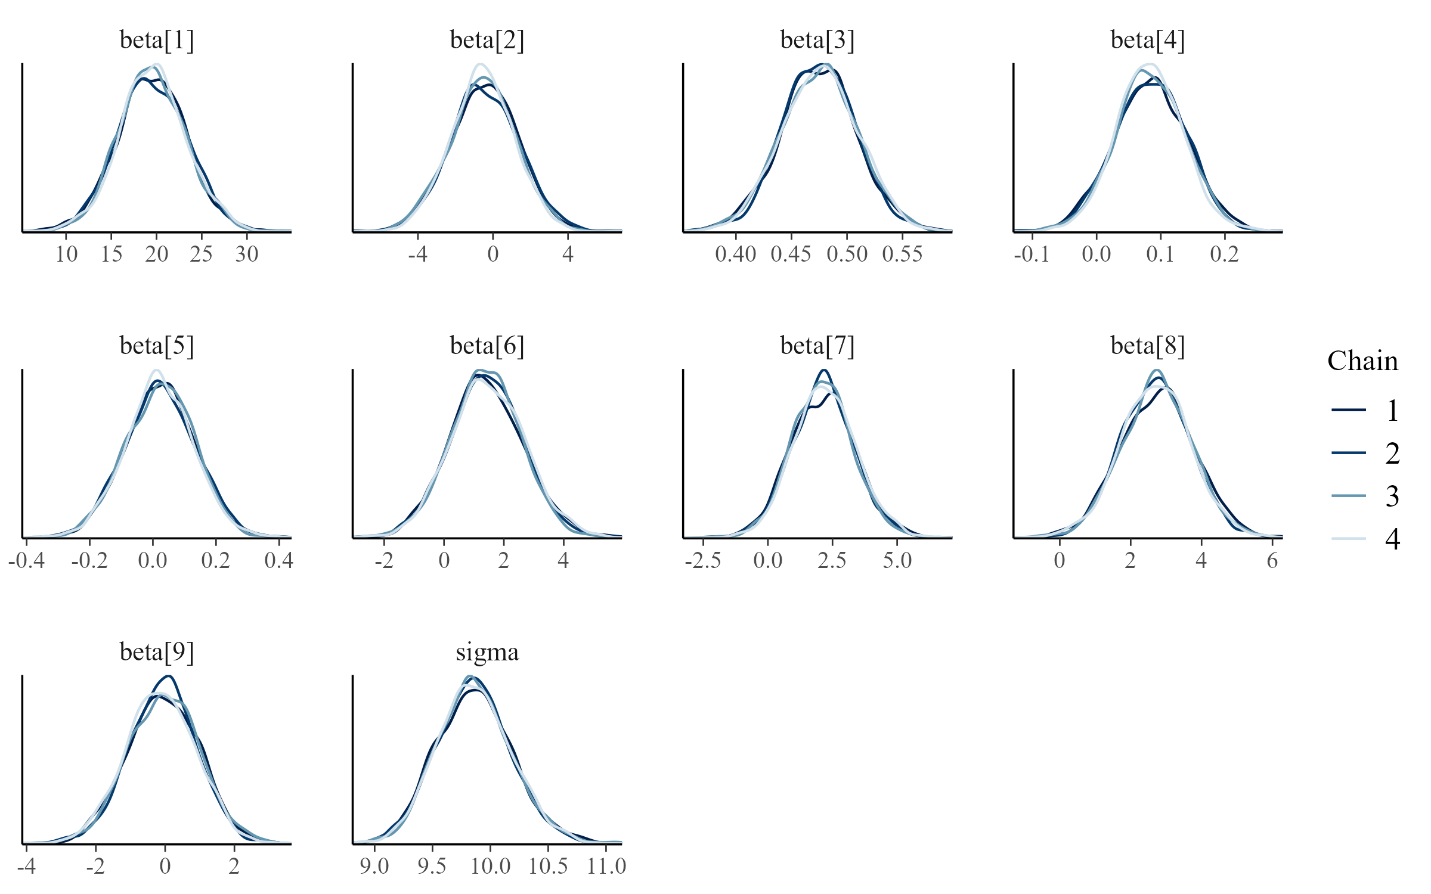 beta[1] beta[2] beta[3] beta[4]
10 15 20 25 30 -4 0 4 0.40 0.45 0.50 0.55 -0.1 0.0 0.1 0.2
beta[5] beta[6] beta[7] beta[8]
-0.4 -0.2 0.0 0.2 0.4 -2 0 2 4 -2.5 0.0 2.5 5.0 0 2 4 6
Chain
1
2
3
4
beta[9] sigma
-4 -2 0 2 9.0 9.5 10.0 10.5 11.0